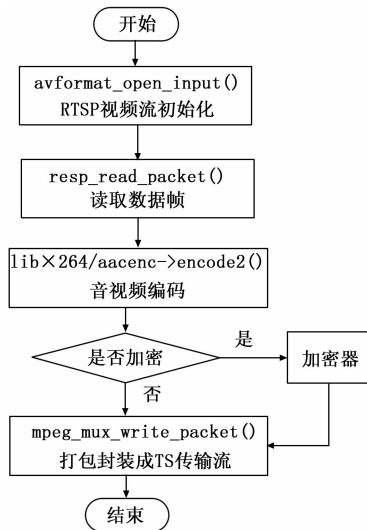 开始
avformat_open_input()
RTSP视频流初始化
resp_read_packet()
读取数据帧
lib×264/aacenc->encode2()
音视频编码
是否加密
是
加密器
否
mpeg_mux_write_packet()
打包封装成TS传输流
结束